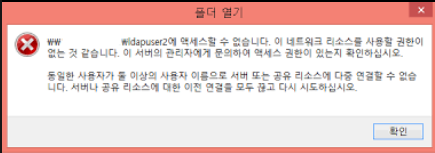 폴더 열기
₩₩ ₩ldapuser2에 액세스할 수 없습니다. 이 네트워크 리소스를 사용할 권한이
없는 것 같습니다. 이 서버의 관리자에게 문의하여 액세스 권한이 있는지 확인하십시오.
동일한 사용자가 둘 이상의 사용자 이름으로 서버 또는 공유 리소스에 다중 연결할 수 없습
니다. 서버나 공유 리소스에 대한 이전 연결을 모두 끊고 다시 시도하십시오.
확인